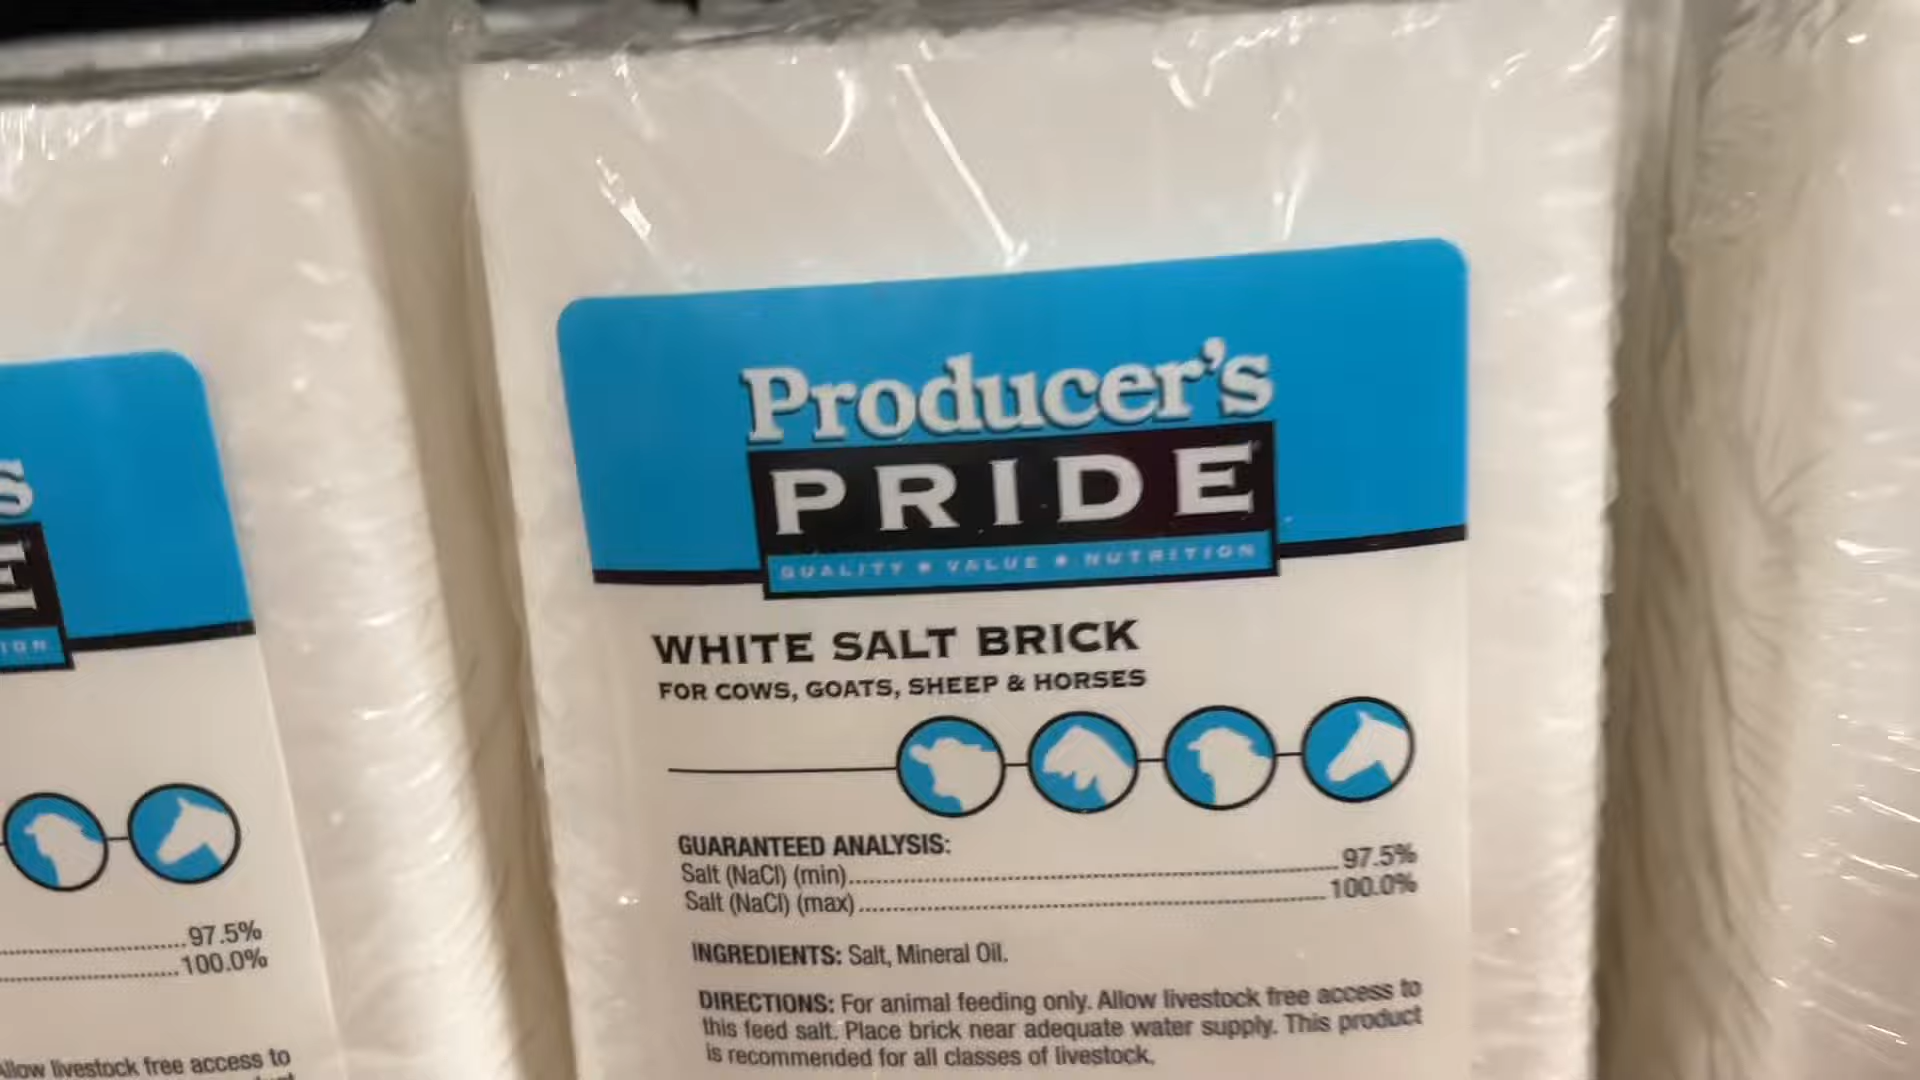 Producer's
PRIDE
QUALITY • VALUE • NUTRITION
WHITE SALT BRICK
FOR COWS, GOATS, SHEEP & HORSES
GUARANTEED ANALYSIS:
Salt (NaCl) (min)..........97.5%
Salt (NaCl) (max)..........100.0%
INGREDIENTS: Salt, Mineral Oil.
DIRECTIONS: For animal feeding only. Allow livestock free access to
this feed salt. Place brick near adequate water supply. This product
is recommended for all classes of livestock.
97.5%
100.0%
Allow livestock free access to